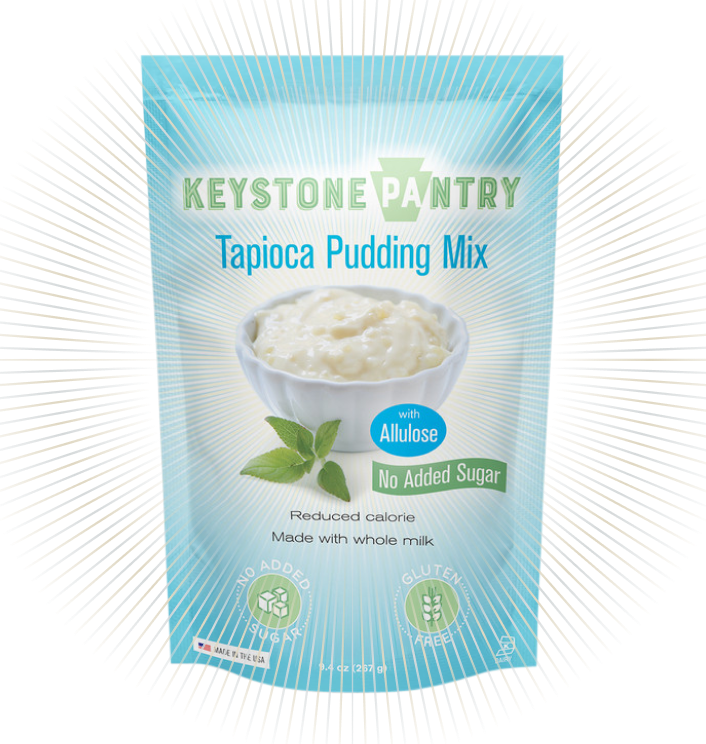 KEYSTONE PANTRY
Tapioca Pudding Mix
with
Allulose
No Added Sugar
Reduced calorie
Made with whole milk
NO ADDED
SUGAR
GLUTEN
FREE
MADE IN THE USA
9.4 oz (267 g)